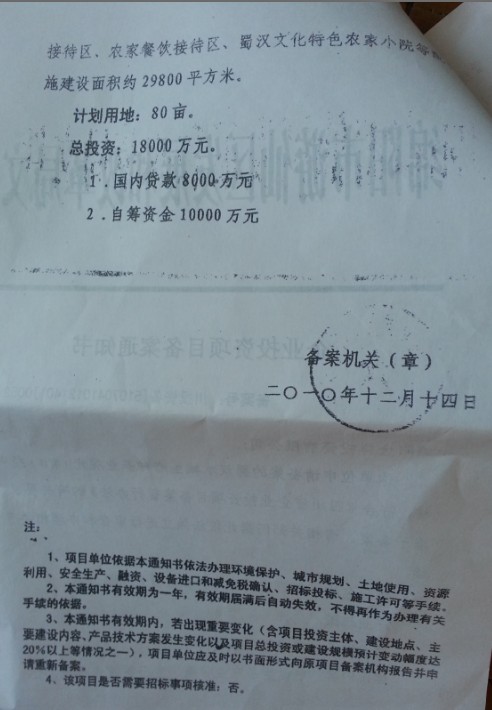 接待区、农家餐饮接待区、蜀汉文化特色农家小院等
施建设面积约29800平方米。
计划用地：80亩。
总投资：18000万元。
1.国内贷款8000万元
2.自筹资金10000万元
备案机关（章）
二〇一〇年十二月十四日
注：
1、项目单位依据本通知书依法办理环境保护、城市规划、土地使用、资源
利用、安全生产、融资、设备进口和减免税确认、招标投标、施工许可等手续。
2、本通知书有效期为一年，有效期届满后自动失效，不得再作为办理有关
手续的依据。
3、本通知书有效期内，若出现重要变化（含项目投资主体、建设地点、主
要建设内容、产品技术方案发生变化以及项目总投资或建设规模预计变动幅度达
20%以上等情况之一），项目单位应及时以书面形式向原项目备案机构报告并申
请重新备案。
4、该项目是否需要招标事项核准：否。